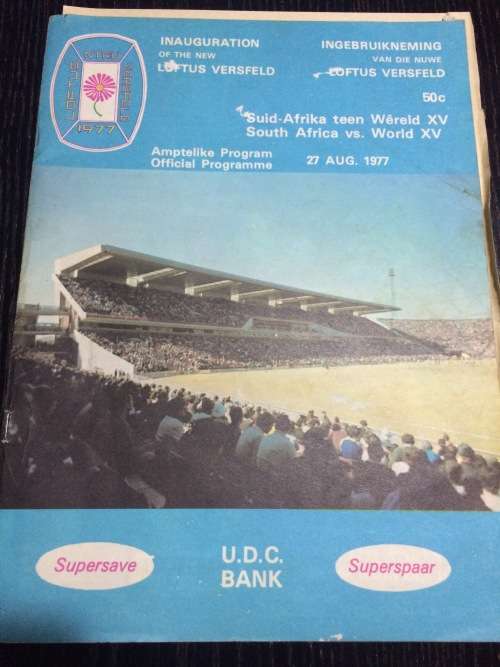 1977
INAUGURATION
OF THE NEW
LOFTUS VERSFELD
INGEBRUIKNEMING
VAN DIE NUWE
LOFTUS VERSFELD
50c
Suid-Afrika teen Wêreld XV
South Africa vs. World XV
Amptelike Program
Official Programme
27 AUG. 1977
Supersave
U.D.C.
BANK
Superspaar